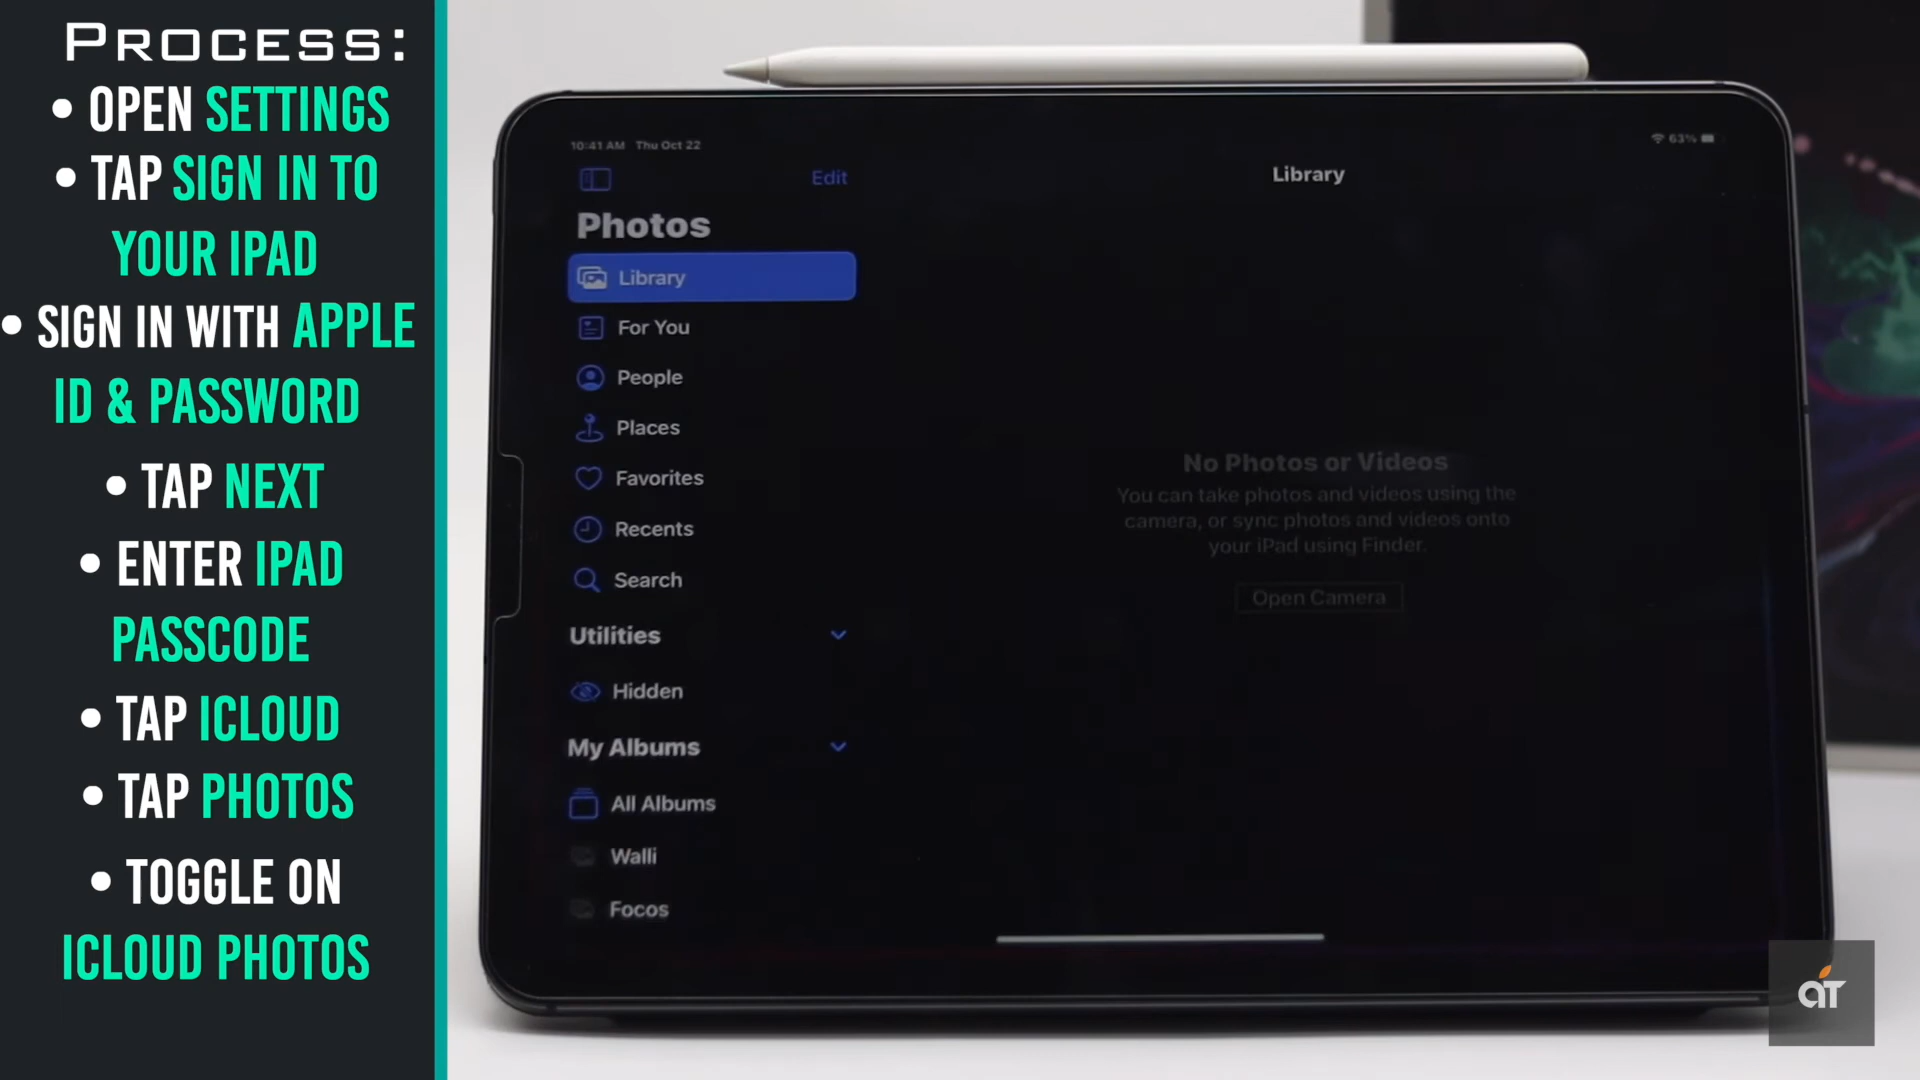 Process:
• OPEN SETTINGS
• TAP SIGN IN TO
YOUR IPAD
• SIGN IN WITH APPLE
ID & PASSWORD
• TAP NEXT
• ENTER IPAD
PASSCODE
• TAP ICLOUD
• TAP PHOTOS
• TOGGLE ON
ICLOUD PHOTOS
10:41 AM Thu Oct 22
63%
Edit
Library
Photos
Library
For You
People
Places
Favorites
Recents
Search
Utilities
Hidden
My Albums
All Albums
Walli
Focos
No Photos or Videos
You can take photos and videos using the
camera, or sync photos and videos onto
your iPad using Finder.
Open Camera
aT